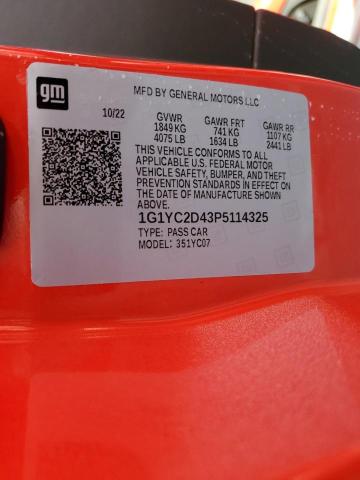 gm
MFD BY GENERAL MOTORS LLC
10/22
GVWR GAWR FRT GAWR RR
1849 KG 741 KG 1107 KG
4075 LB 1634 LB 2441 LB
THIS VEHICLE CONFORMS TO ALL
APPLICABLE U.S. FEDERAL MOTOR
VEHICLE SAFETY, BUMPER, AND THEFT
PREVENTION STANDARDS IN EFFECT ON
THE DATE OF MANUFACTURE SHOWN
ABOVE.
1G1YC2D43P5114325
TYPE: PASS CAR
MODEL: 351YC07